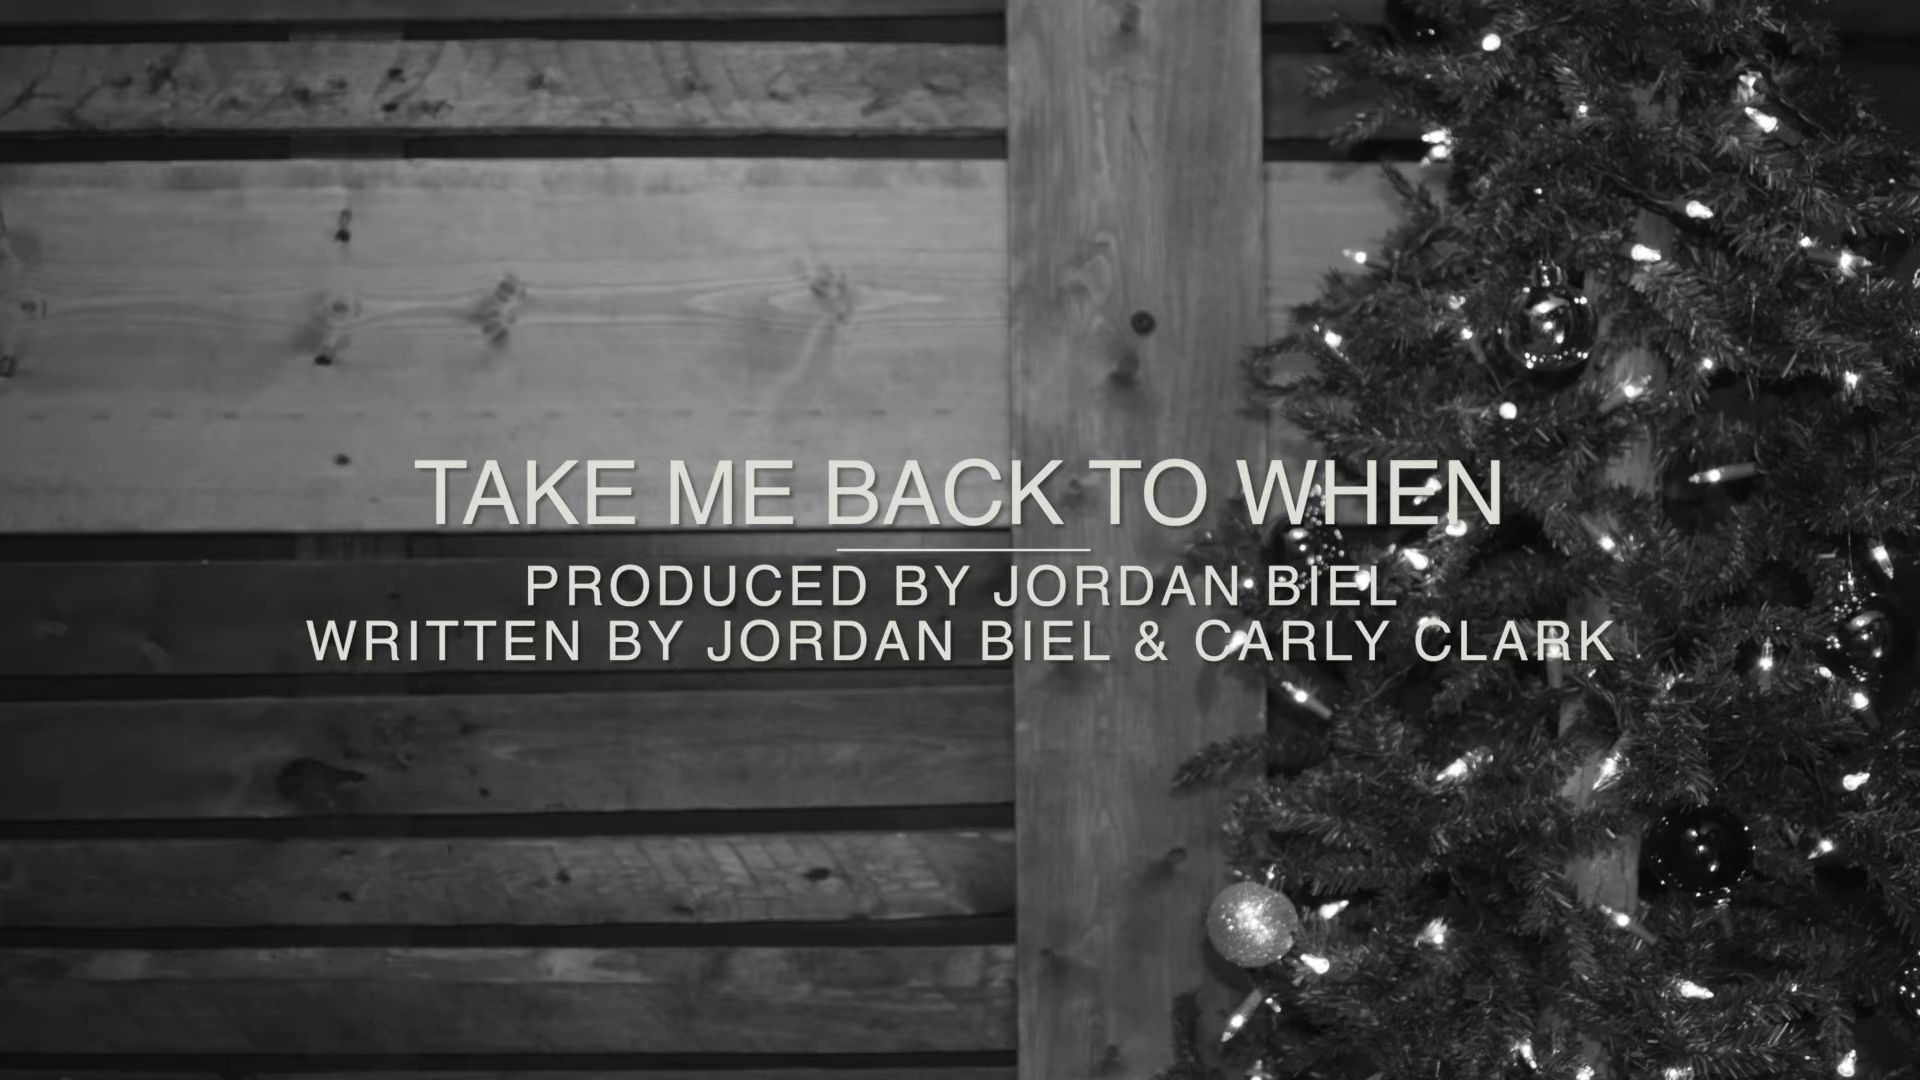 TAKE ME BACK TO WHEN
PRODUCED BY JORDAN BIEL
WRITTEN BY JORDAN BIEL & CARLY CLARK